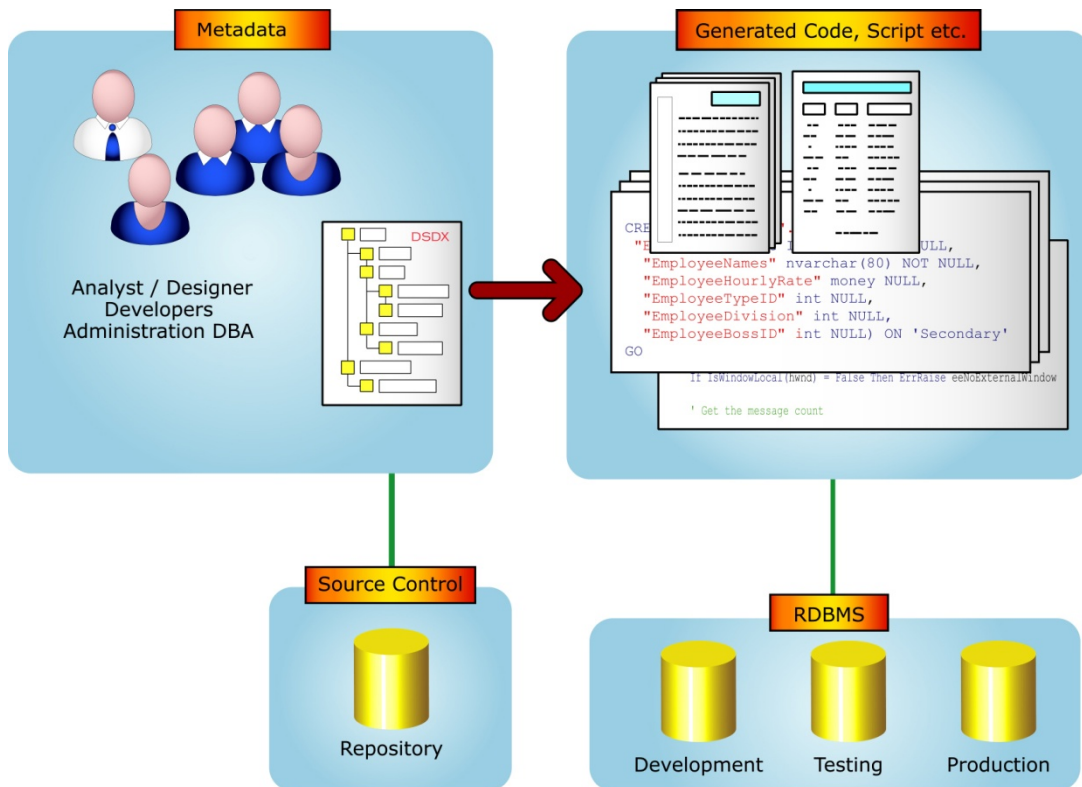 Metadata
Generated Code, Script etc.
DSDX
Analyst / Designer
Developers
Administration DBA
CRE
"E ULL,
"EmployeeNames" nvarchar(80) NOT NULL,
"EmployeeHourlyRate" money NULL,
"EmployeeTypeID" int NULL,
"EmployeeDivision" int NULL,
"EmployeeBossID" int NULL) ON 'Secondary'
GO
If IsWindowLocal(hwnd) = False Then ErrRaise eeNoExternalWindow
' Get the message count
Source Control
Repository
RDBMS
Development Testing Production